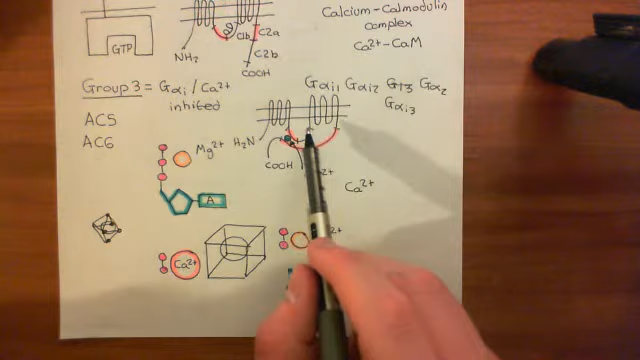 GTP
NH2
C1b
C2a
C2b
COOH
Calcium-Calmodulin
complex
Ca2+-CaM
Group 3 = Gαi / Ca2+
inhibited
AC5
AC6
Gαi1 Gαi2 Gαz
Gαi3
H2N
COOH
Mg2+
Ca2+
A
Ca2+
2+